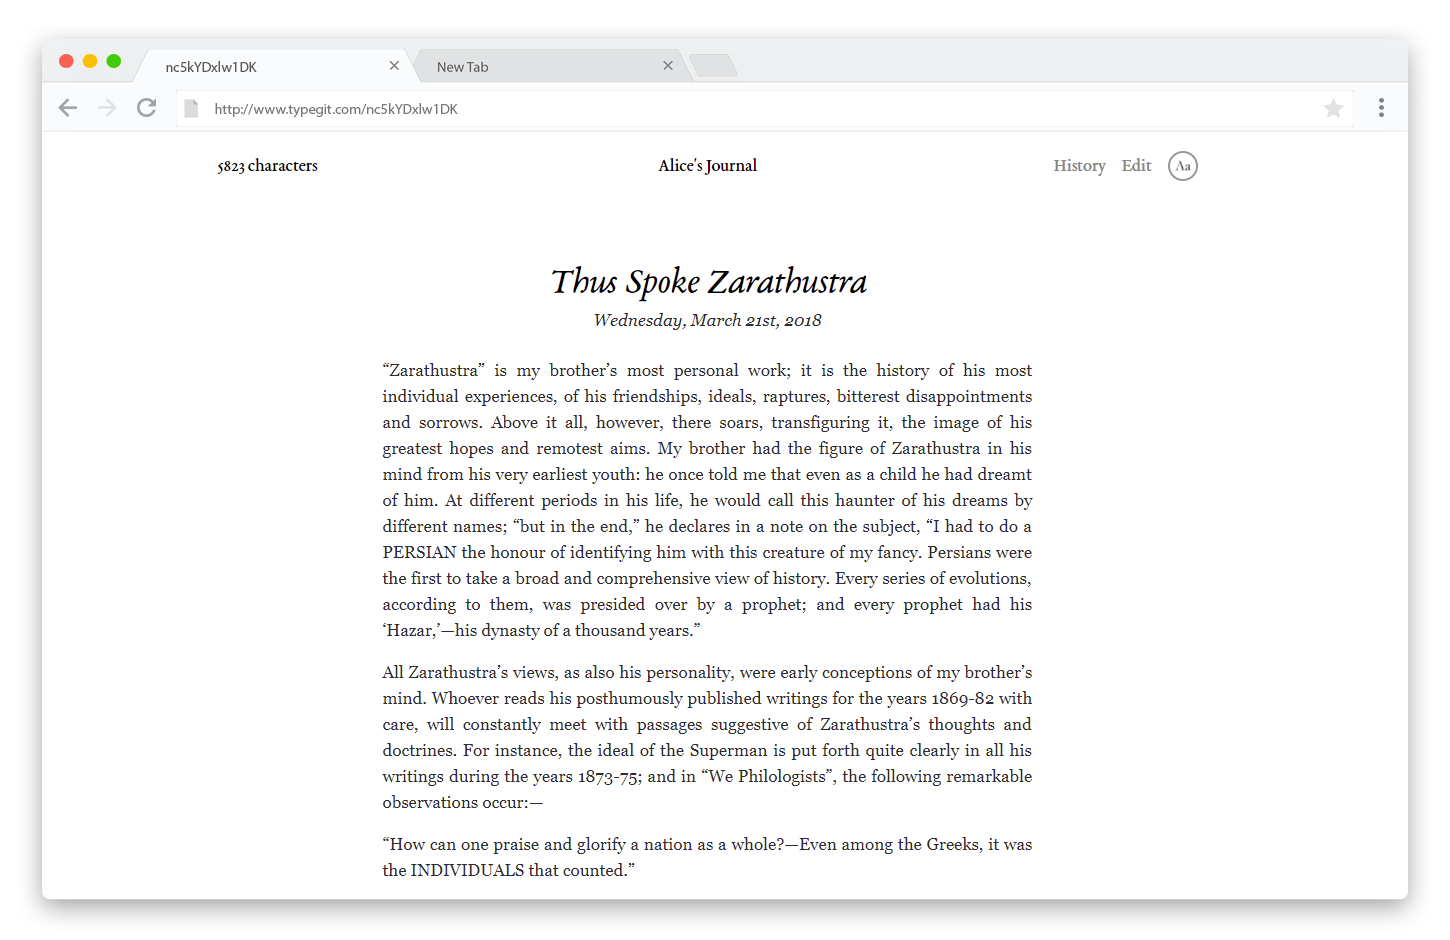 nc5kYDxlw1DK
New Tab
http://www.typegit.com/nc5kYDxlw1DK
5823 characters
Alice's Journal
History
Edit
Aa
Thus Spoke Zarathustra
Wednesday, March 21st, 2018
“Zarathustra” is my brother’s most personal work; it is the history of his most
individual experiences, of his friendships, ideals, raptures, bitterest disappointments
and sorrows. Above it all, however, there soars, transfiguring it, the image of his
greatest hopes and remotest aims. My brother had the figure of Zarathustra in his
mind from his very earliest youth: he once told me that even as a child he had dreamt
of him. At different periods in his life, he would call this haunter of his dreams by
different names; “but in the end,” he declares in a note on the subject, “I had to do a
PERSIAN the honour of identifying him with this creature of my fancy. Persians were
the first to take a broad and comprehensive view of history. Every series of evolutions,
according to them, was presided over by a prophet; and every prophet had his
‘Hazar,’—his dynasty of a thousand years.”
All Zarathustra’s views, as also his personality, were early conceptions of my brother’s
mind. Whoever reads his posthumously published writings for the years 1869-82 with
care, will constantly meet with passages suggestive of Zarathustra’s thoughts and
doctrines. For instance, the ideal of the Superman is put forth quite clearly in all his
writings during the years 1873-75; and in “We Philologists”, the following remarkable
observations occur:—
“How can one praise and glorify a nation as a whole?—Even among the Greeks, it was
the INDIVIDUALS that counted.”